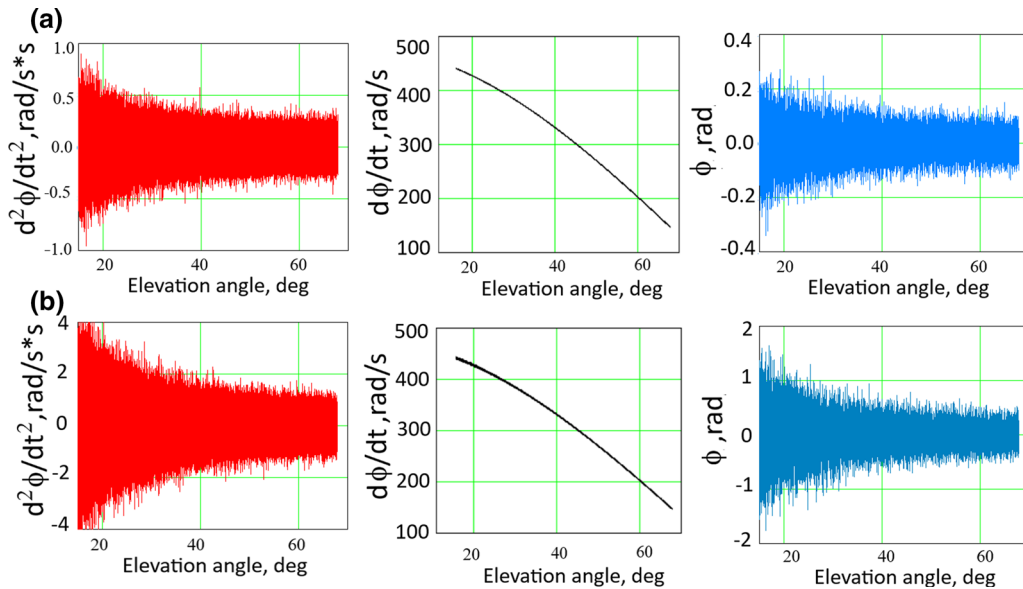 (a)
d²ϕ/dt²,rad/s*s
1.0
0.5
0.0
-0.5
-1.0
20 40 60
Elevation angle, deg
dϕ/dt ,rad/s
500
400
300
200
100
20 40 60
Elevation angle, deg
ϕ ,rad
0.4
0.2
0.0
-0.2
-0.4
20 40 60
Elevation angle, deg
(b)
d²ϕ/dt²,rad/s*s
4
2
0
-2
-4
20 40 60
Elevation angle, deg
dϕ/dt ,rad/s
500
400
300
200
100
20 40 60
Elevation angle, deg
ϕ ,rad
2
1
0
-1
-2
20 40 60
Elevation angle, deg